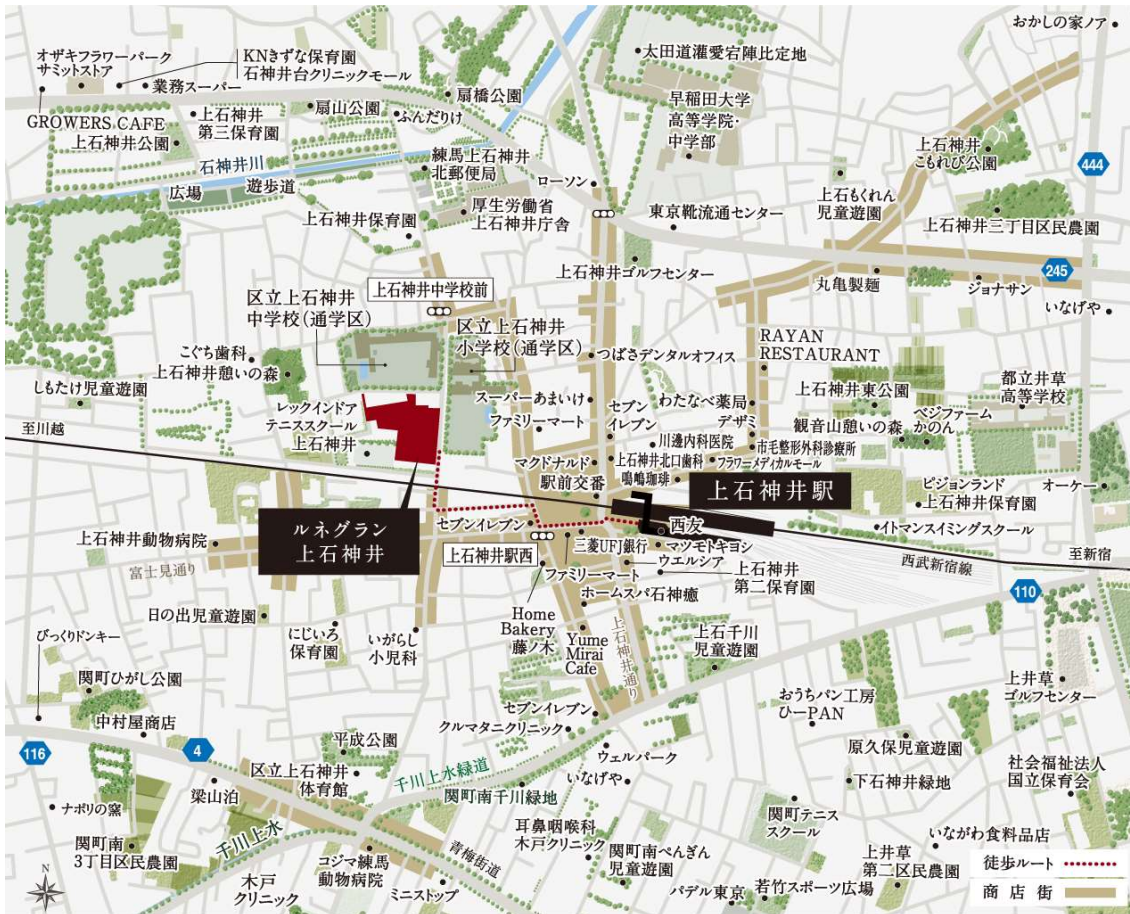 おかしの家ノア
オザキフラワーパーク
サミットストア
KNきずな保育園
石神井台クリニックモール
業務スーパー
太田道灌愛宕陣比定地
GROWERS CAFE
上石神井公園
上石神井
第三保育園
扇山公園
扇橋公園
ふんだりけ
早稲田大学
高等学院・
中学部
上石神井
こもれび公園
444
石神井川
広場
遊歩道
練馬上石神井
北郵便局
ローソン
上石もくれん
児童遊園
上石神井保育園
厚生労働省
上石神井庁舎
東京靴流通センター
上石神井三丁目区民農園
上石神井ゴルフセンター
丸亀製麺
ジョナサン
245
いなげや
上石神井中学校前
区立上石神井
中学校(通学区)
区立上石神井
小学校(通学区)
こぐち歯科
上石神井憩いの森
つばさデンタルオフィス
RAYAN
RESTAURANT
しもたけ児童遊園
レックインドア
テニススクール
上石神井
スーパーあまいけ
ファミリーマート
セブン
イレブン
わたなべ薬局
デザミ
上石神井東公園
都立井草
高等学校
観音山憩いの森
ベジファーム
かのん
至川越
川邊内科医院
市毛整形外科診療所
マクドナルド
上石神井北口歯科
フラワーメディカルモール
駅前交番
鳴嶋珈琲
上石神井駅
ピジョンランド
上石神井保育園
オーケー
ルネグラン
上石神井
セブンイレブン
西友
イトマンスイミングスクール
上石神井動物病院
上石神井駅西
三菱UFJ銀行
マツモトキヨシ
ウエルシア
西武新宿線
至新宿
富士見通り
ファミリーマート
上石神井
第二保育園
ホームスパ石神癒
110
日の出児童遊園
にじいろ
保育園
いがらし
小児科
Home
Bakery
藤ノ木
Yume
Mirai
Cafe
上石神井通り
上石千川
児童遊園
びっくりドンキー
関町ひがし公園
おうちパン工房
ひーPAN
上井草
ゴルフセンター
中村屋商店
セブンイレブン
クルマタニクリニック
116
4
平成公園
ウェルパーク
原久保児童遊園
区立上石神井
体育館
千川上水緑道
いなげや
下石神井緑地
社会福祉法人
国立保育会
ナポリの窯
梁山泊
関町南千川緑地
関町テニス
スクール
関町南
3丁目区民農園
千川上水
耳鼻咽喉科
木戸クリニック
いながわ食料品店
コジマ練馬
動物病院
青梅街道
関町南ぺんぎん
児童遊園
上井草
第二区民農園
徒歩ルート
N
木戸
クリニック
ミニストップ
パデル東京
若竹スポーツ広場
商店街